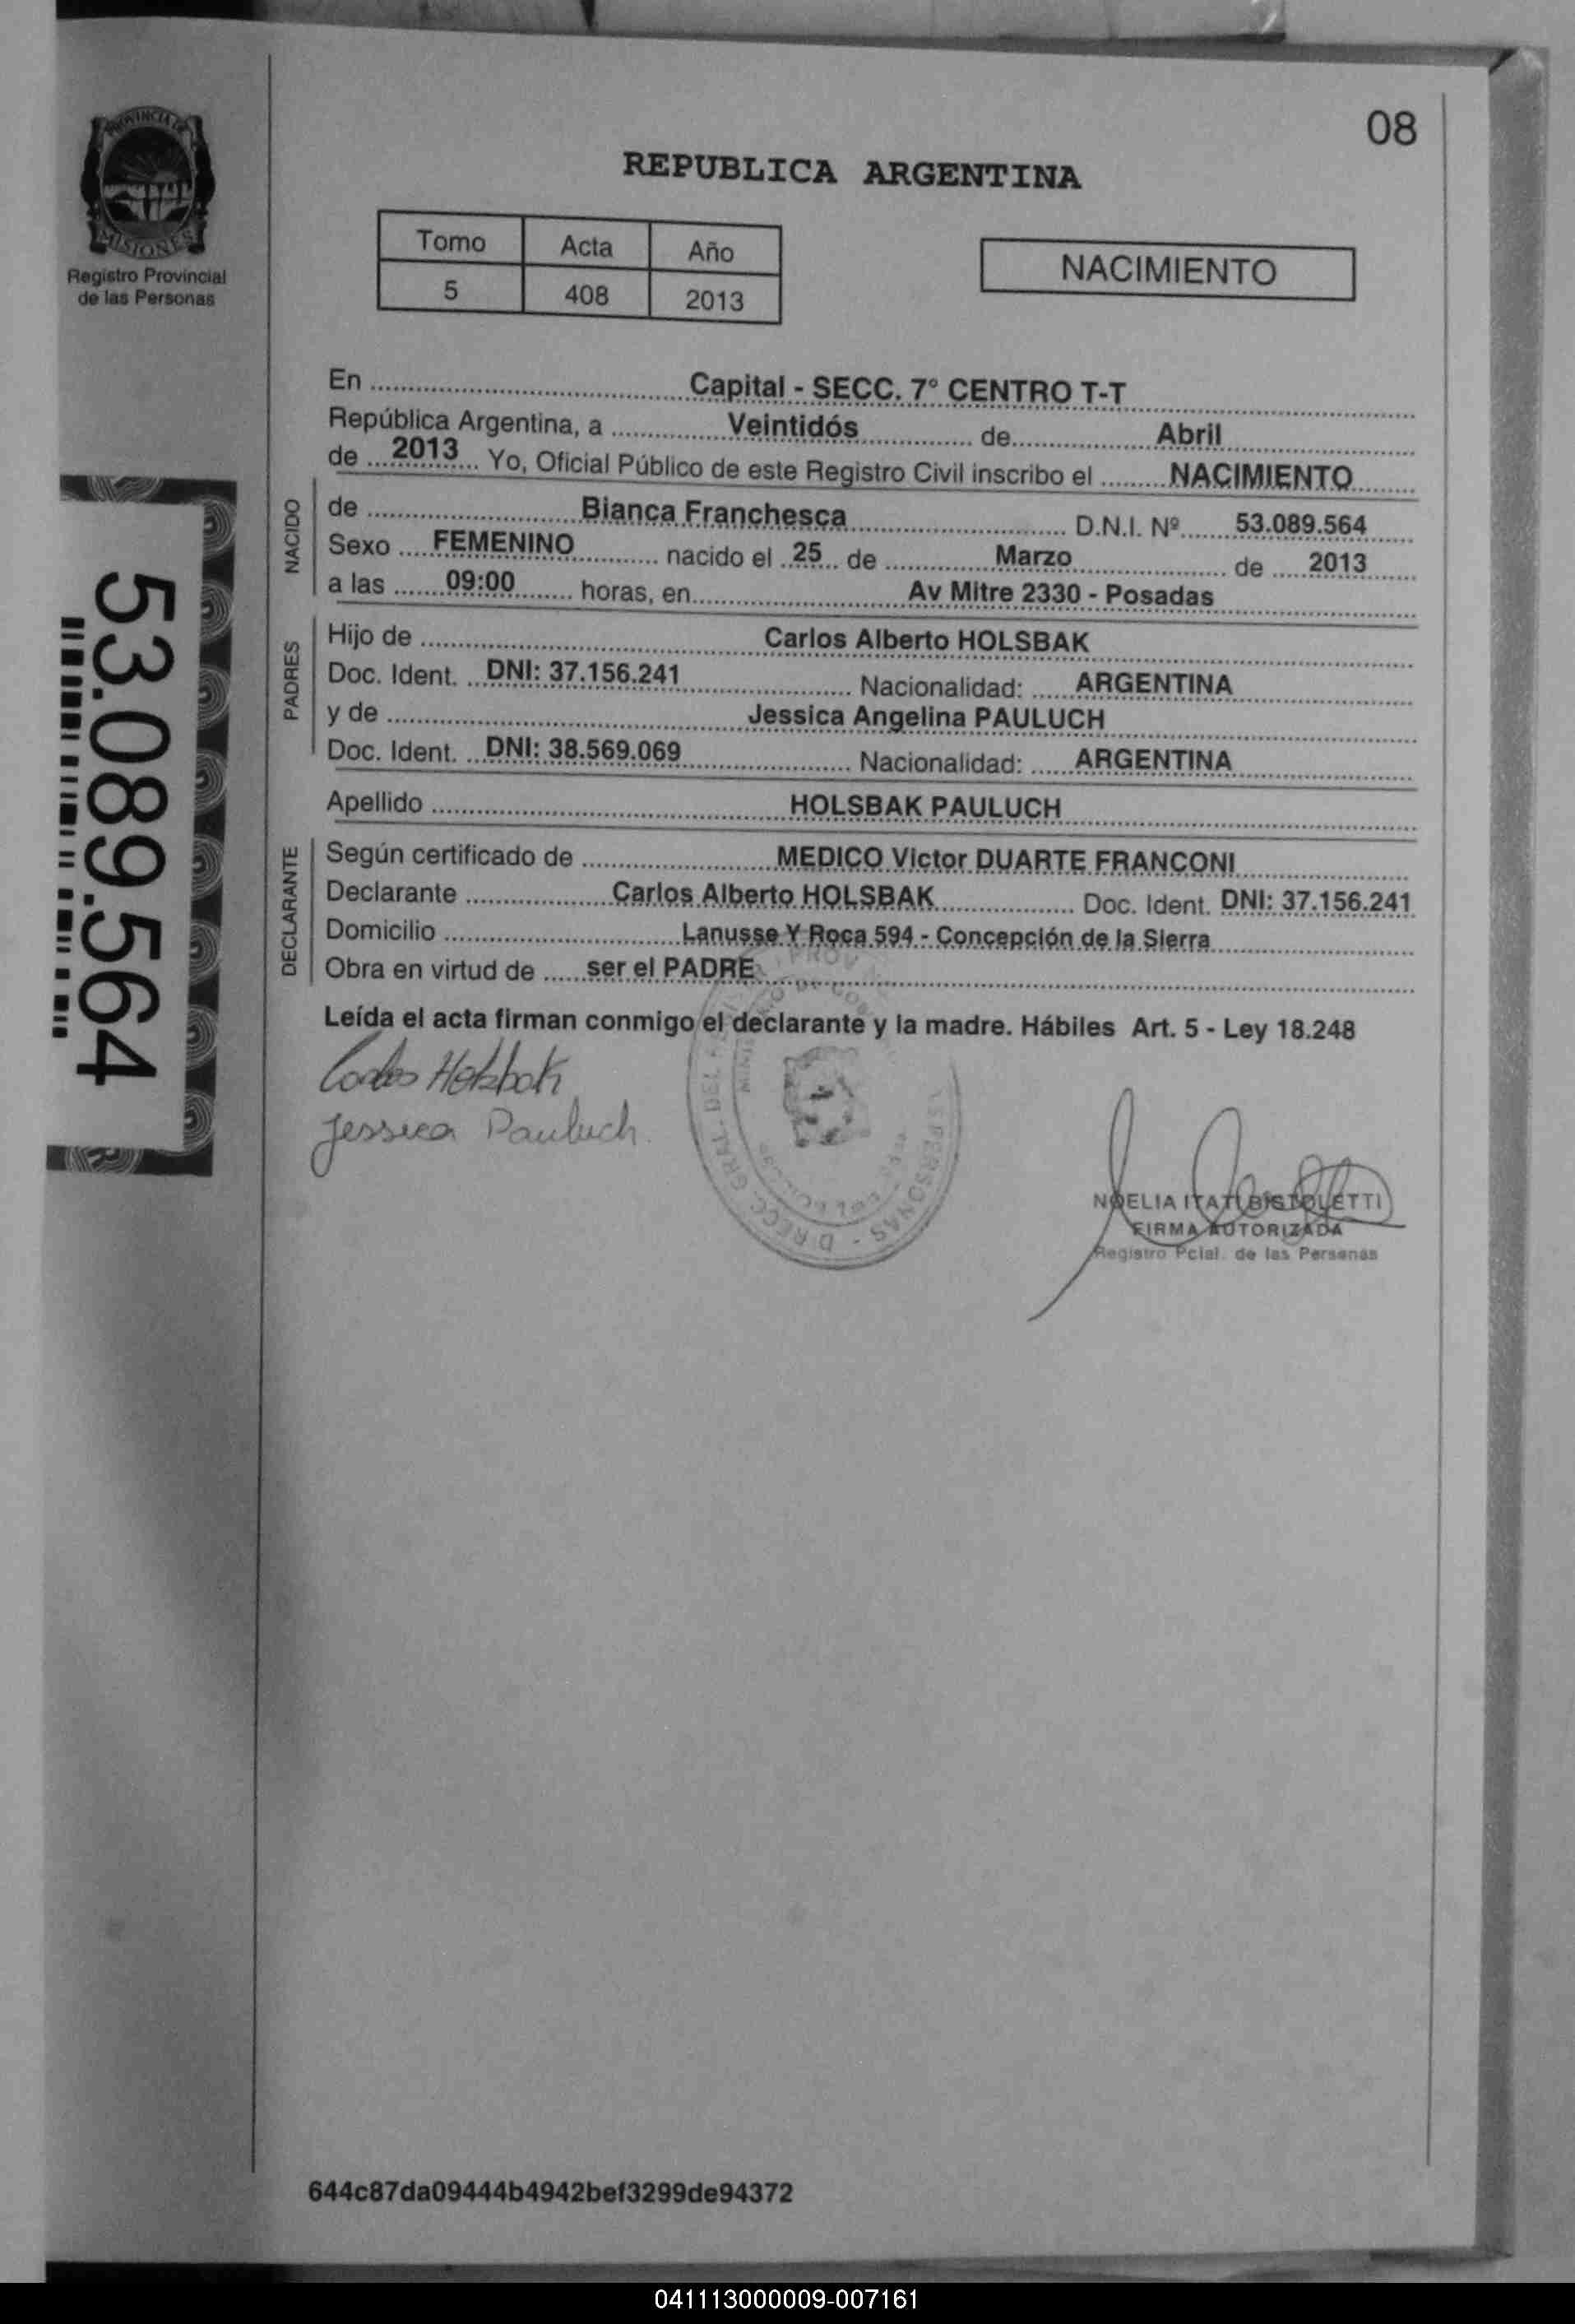 08
REPUBLICA ARGENTINA
PROVINCIA DE
MISIONES
Registro Provincial
de las Personas
Tomo Acta Año
5 408 2013
NACIMIENTO
En Capital - SECC. 7° CENTRO T-T
República Argentina, a Veintidós de Abril
de 2013 Yo, Oficial Público de este Registro Civil inscribo el NACIMIENTO
NACIDO
de Bianca Franchesca D.N.I. Nº 53.089.564
Sexo FEMENINO nacido el 25 de Marzo de 2013
a las 09:00 horas, en Av Mitre 2330 - Posadas
PADRES
Hijo de Carlos Alberto HOLSBAK
Doc. Ident. DNI: 37.156.241 Nacionalidad: ARGENTINA
y de Jessica Angelina PAULUCH
Doc. Ident. DNI: 38.569.069 Nacionalidad: ARGENTINA
Apellido HOLSBAK PAULUCH
DECLARANTE
Según certificado de MEDICO Victor DUARTE FRANCONI
Declarante Carlos Alberto HOLSBAK Doc. Ident. DNI: 37.156.241
Domicilio Lanusse Y Roca 594 - Concepción de la Sierra
Obra en virtud de ser el PADRE
Leída el acta firman conmigo el declarante y la madre. Hábiles Art. 5 - Ley 18.248
Carlos Holsbak
Jessica Pauluch.
NOELIA ITATI BISTOLETTI
FIRMA AUTORIZADA
Registro Pcial. de las Personas
53.089.564
644c87da09444b4942bef3299de94372
041113000009-007161